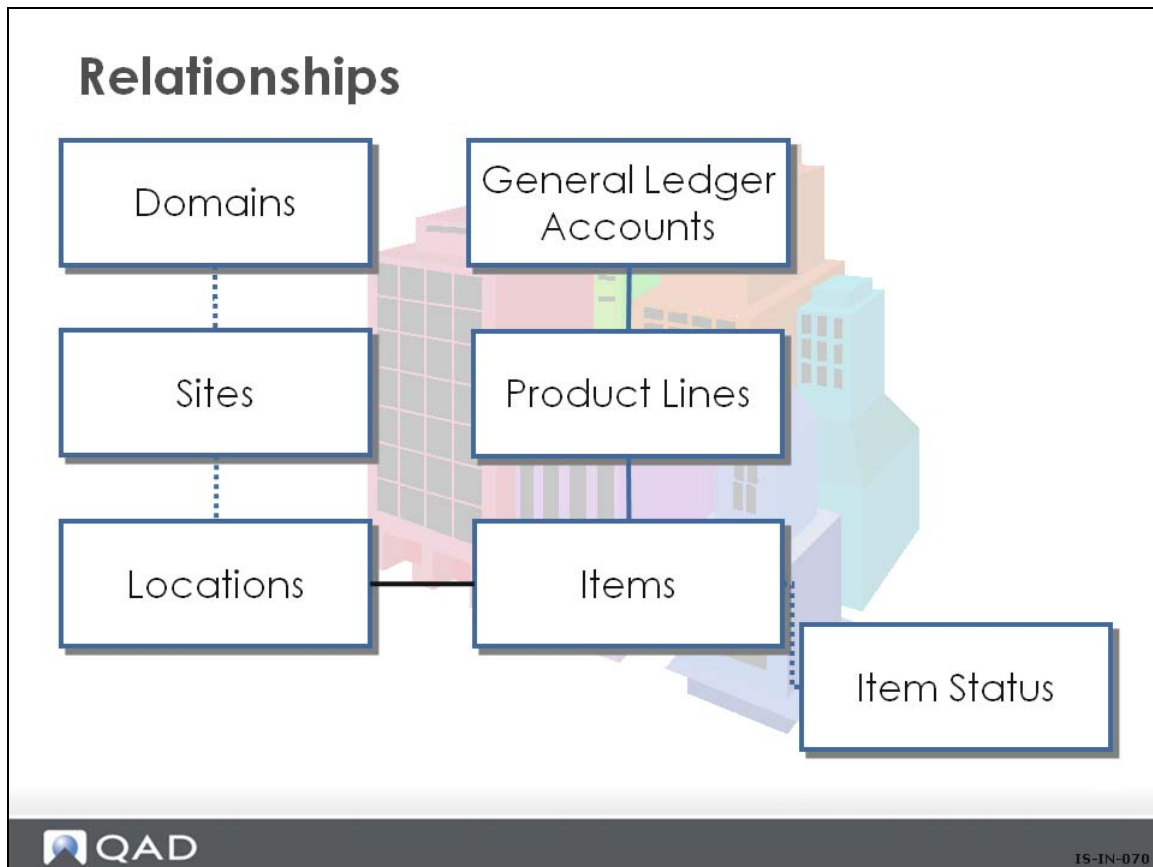 Relationships
Domains
General Ledger
Accounts
Sites
Product Lines
Locations
Items
Item Status
QAD
IS-IN-070